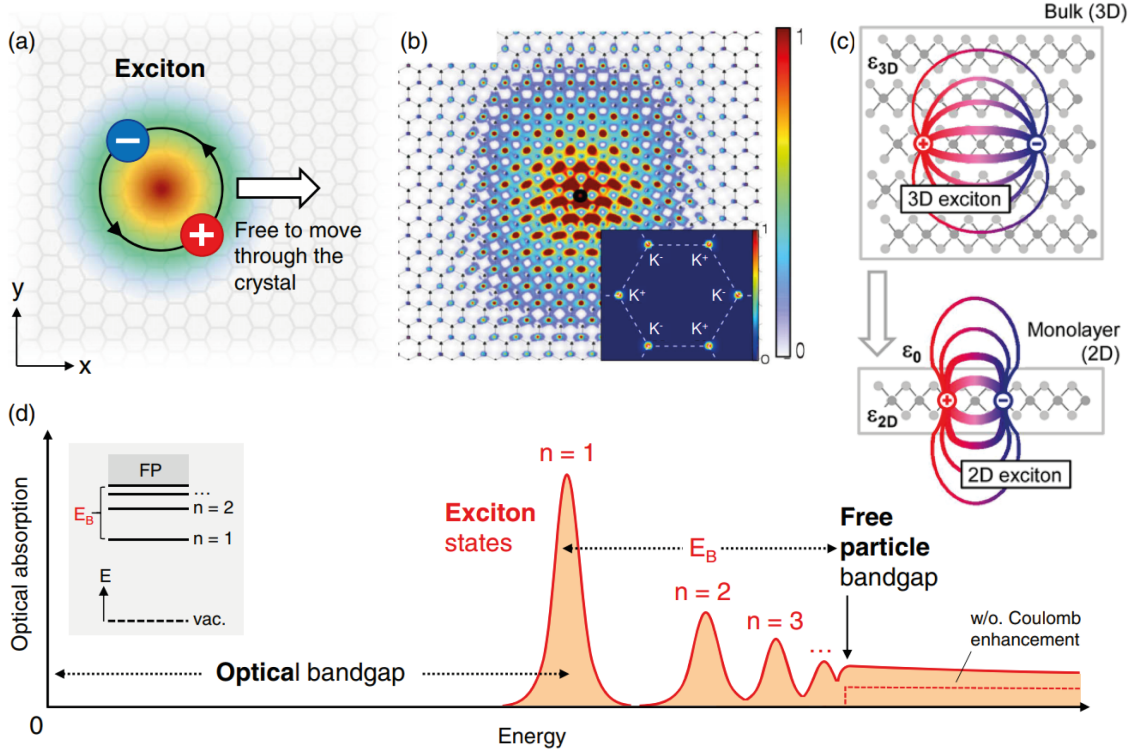 (a)
Exciton
−
+
Free to move
through the
crystal
y
x
(b)
1
0
1
0
K⁻
K⁺
K⁺
K⁻
K⁻
K⁺
(c)
Bulk (3D)
ε3D
+
−
3D exciton
Monolayer
(2D)
ε0
ε2D
+
−
2D exciton
(d)
Optical absorption
FP
...
n = 2
n = 1
EB
E
vac.
n = 1
Exciton
states
EB
n = 2
n = 3
...
Free
particle
bandgap
w/o. Coulomb
enhancement
Optical bandgap
0
Energy